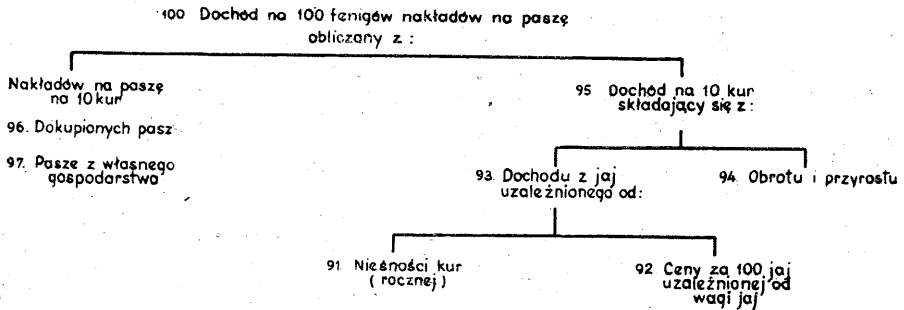 100 Dochód na 100 fenigów nakładów na paszę
obliczany z :
Nakładów na paszę
na 10 kur
96. Dokupionych pasz
97. Pasze z własnego
gospodarstwa
95 Dochód na 10 kur
składający się z:
93. Dochodu z jaj
uzależnionego od:
94. Obrotu i przyrostu
91. Nieśności kur
( rocznej )
92 Ceny za 100 jaj
uzależnionej od
wagi jaj